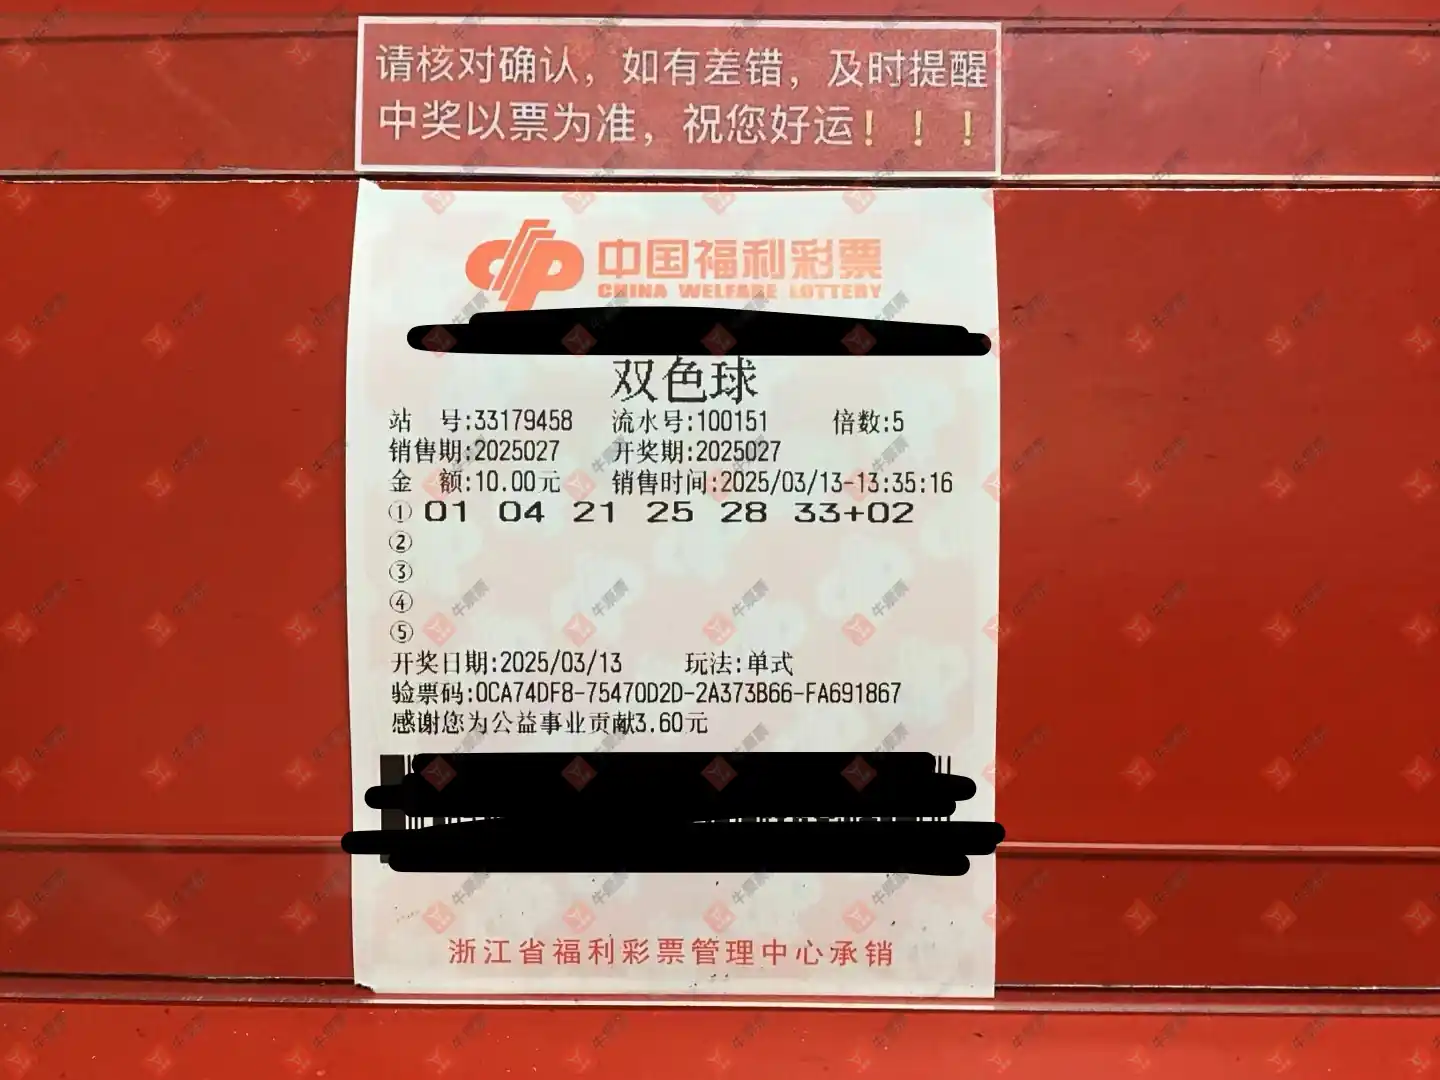 请核对确认，如有差错，及时提醒
中奖以票为准，祝您好运！！！
中国福利彩票
CHINA WELFARE LOTTERY
双色球
站 号:33179458 流水号:100151 倍数:5
销售期:2025027 开奖期:2025027
金 额:10.00元 销售时间:2025/03/13-13:35:16
① 01 04 21 25 28 33+02
②
③
④
⑤
开奖日期:2025/03/13 玩法:单式
验票码:0CA74DF8-75470D2D-2A373B66-FA691867
感谢您为公益事业贡献3.60元
浙江省福利彩票管理中心承销